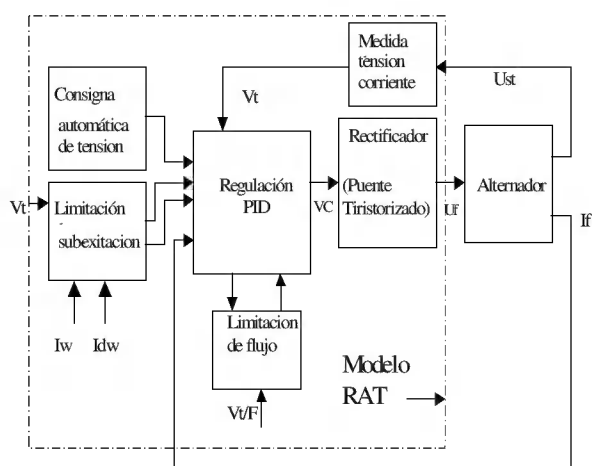 Medida
tension
corriente
Ust
Vt
Consigna
automática
de tension
Rectificador
Regulación
PID
(Puente
Tiristorizado)
Alternador
Vt
Limitación
subexitacion
VC
Uf
If
Iw
Idw
Limitacion
de flujo
Modelo
RAT
Vt/F